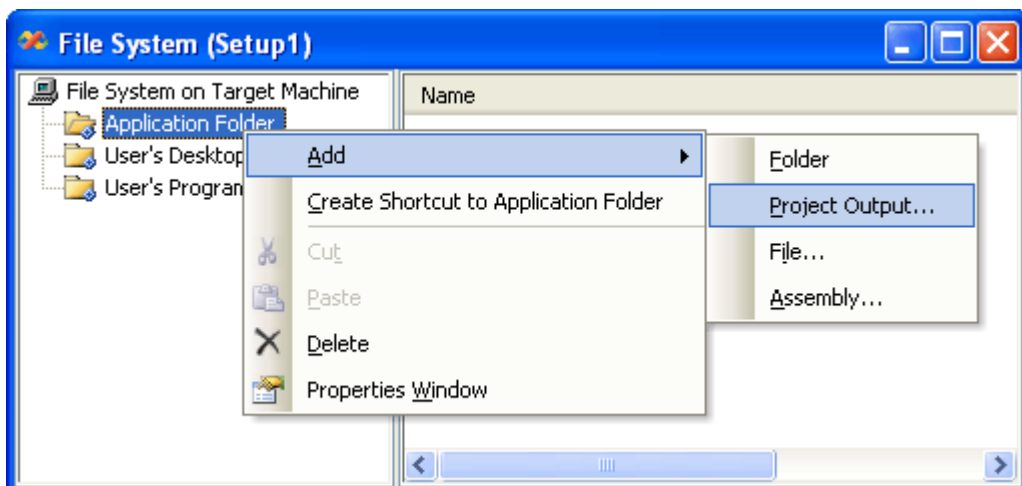 File System (Setup1)
File System on Target Machine
Name
Application Folder
User's Desktop
User's Program
Add
Create Shortcut to Application Folder
Cut
Paste
Delete
Properties Window
Folder
Project Output...
File...
Assembly...